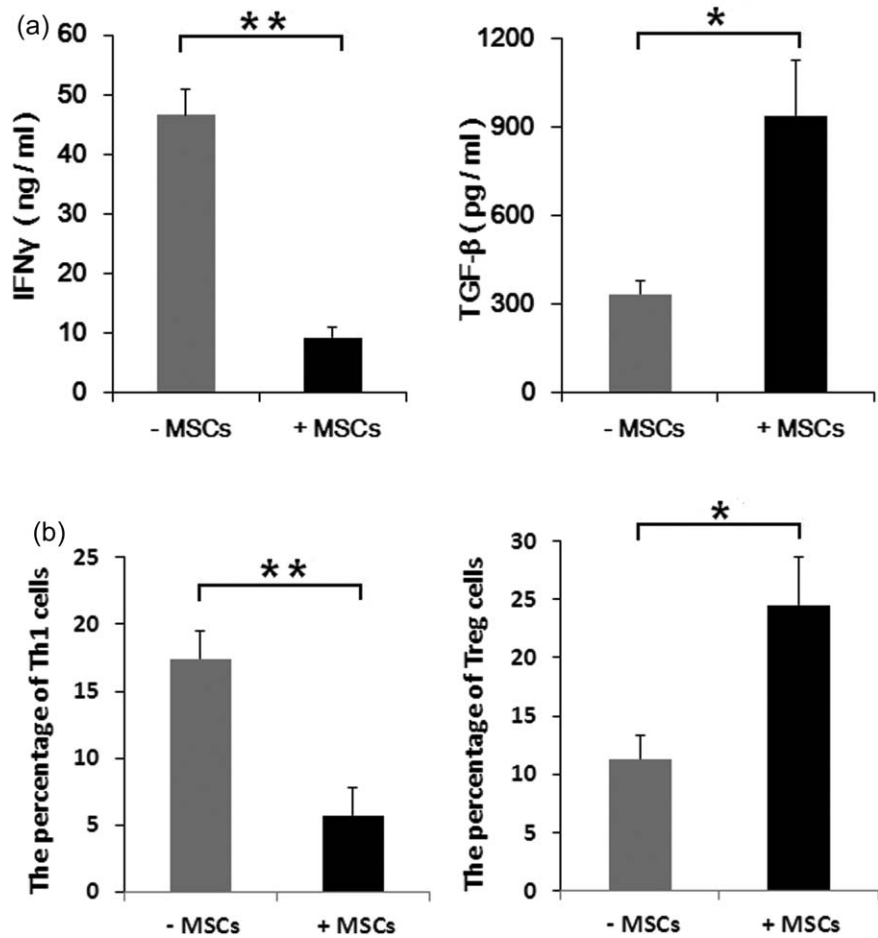 (a)
IFNγ ( ng / ml )
60
50
40
30
20
10
0
**
- MSCs
+ MSCs
TGF-β ( pg / ml )
1200
900
600
300
0
*
- MSCs
+ MSCs
(b)
The percentage of Th1 cells
25
20
15
10
5
0
**
- MSCs
+ MSCs
The percentage of Treg cells
30
25
20
15
10
5
0
*
- MSCs
+ MSCs